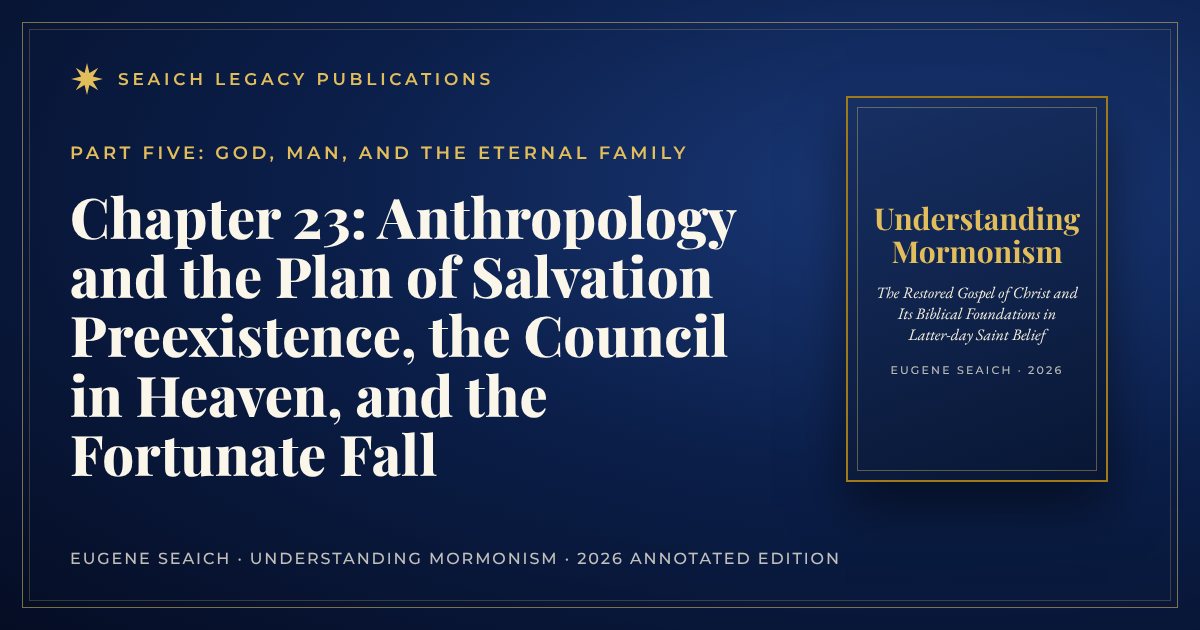 SEAICH LEGACY PUBLICATIONS
PART FIVE: GOD, MAN, AND THE ETERNAL FAMILY
Chapter 23: Anthropology
and the Plan of Salvation
Preexistence, the Council
in Heaven, and the
Fortunate Fall
EUGENE SEAICH · UNDERSTANDING MORMONISM · 2026 ANNOTATED EDITION
Understanding
Mormonism
The Restored Gospel of Christ and
Its Biblical Foundations in
Latter-day Saint Belief
EUGENE SEAICH · 2026